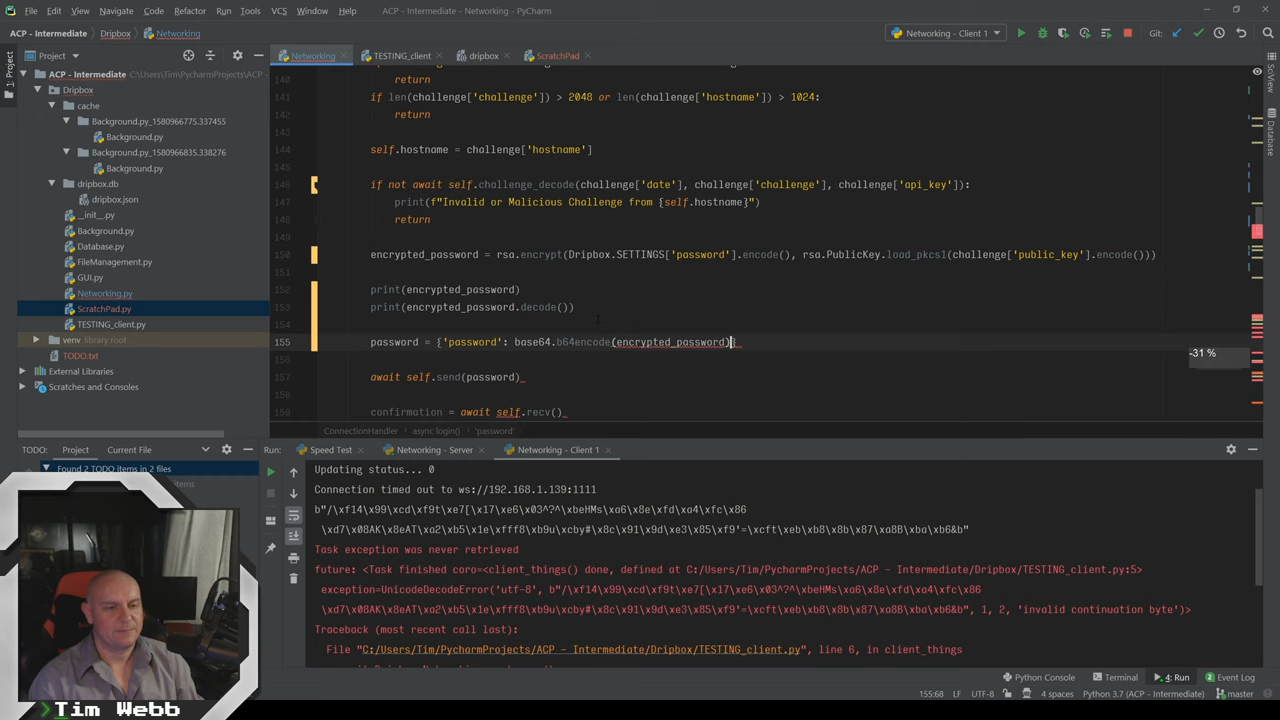 File Edit View Navigate Code Refactor Run Tools VCS Window Help ACP - Intermediate - Networking - PyCharm
ACP - Intermediate Dripbox Networking Networking - Client 1 Git:
Project Networking TESTING_client dripbox ScratchPad
1: Project
SciView
Database
ACP - Intermediate C:\Users\Tim\PycharmProjects\ACP -
Dripbox
cache
Background.py_1580966775.337455
Background.py
Background.py_1580966835.338276
Background.py
dripbox.db
dripbox.json
__init__.py
Background.py
Database.py
FileManagement.py
GUI.py
Networking.py
ScratchPad.py
TESTING_client.py
venv library root
TODO.txt
External Libraries
Scratches and Consoles
140 return
141 if len(challenge['challenge']) > 2048 or len(challenge['hostname']) > 1024:
142 return
143
144 self.hostname = challenge['hostname']
145
146 if not await self.challenge_decode(challenge['date'], challenge['challenge'], challenge['api_key']):
147 print(f"Invalid or Malicious Challenge from {self.hostname}")
148 return
149
150 encrypted_password = rsa.encrypt(Dripbox.SETTINGS['password'].encode(), rsa.PublicKey.load_pkcs1(challenge['public_key'].encode()))
151
152 print(encrypted_password)
153 print(encrypted_password.decode())
154
155 password = {'password': base64.b64encode(encrypted_password)}
156
157 await self.send(password)
158
159 confirmation = await self.recv()
-31 %
ConnectionHandler async login() 'password'
TODO: Project Current File
Found 2 TODO items in 2 files
items
Run: Speed Test Networking - Server Networking - Client 1
Updating status... 0
Connection timed out to ws://192.168.1.139:1111
b"/\xf14\x99\xcd\xf9t\xe7[\x17\xe6\x03^?^\xbeHMs\xa6\x8e\xfd\xa4\xfc\x86
\xd7\x08AK\x8eAT\xa2\xb5\x1e\xfff8\xb9u\xcby#\x8c\x91\x9d\xe3\x85\xf9'=\xcft\xeb\xb8\x8b\x87\xa8B\xba\xb6&b"
Task exception was never retrieved
future: <Task finished coro=<client_things() done, defined at C:/Users/Tim/PycharmProjects/ACP - Intermediate/Dripbox/TESTING_client.py:5>
exception=UnicodeDecodeError('utf-8', b"/\xf14\x99\xcd\xf9t\xe7[\x17\xe6\x03^?^\xbeHMs\xa6\x8e\xfd\xa4\xfc\x86
\xd7\x08AK\x8eAT\xa2\xb5\x1e\xfff8\xb9u\xcby#\x8c\x91\x9d\xe3\x85\xf9'=\xcft\xeb\xb8\x8b\x87\xa8B\xba\xb6&b", 1, 2, 'invalid continuation byte')>
Traceback (most recent call last):
File "C:/Users/Tim/PycharmProjects/ACP - Intermediate/Dripbox/TESTING_client.py", line 6, in client_things
Python Console Terminal 4: Run Event Log
155:68 LF UTF-8 4 spaces Python 3.7 (ACP - Intermediate) master
>Tim Webb